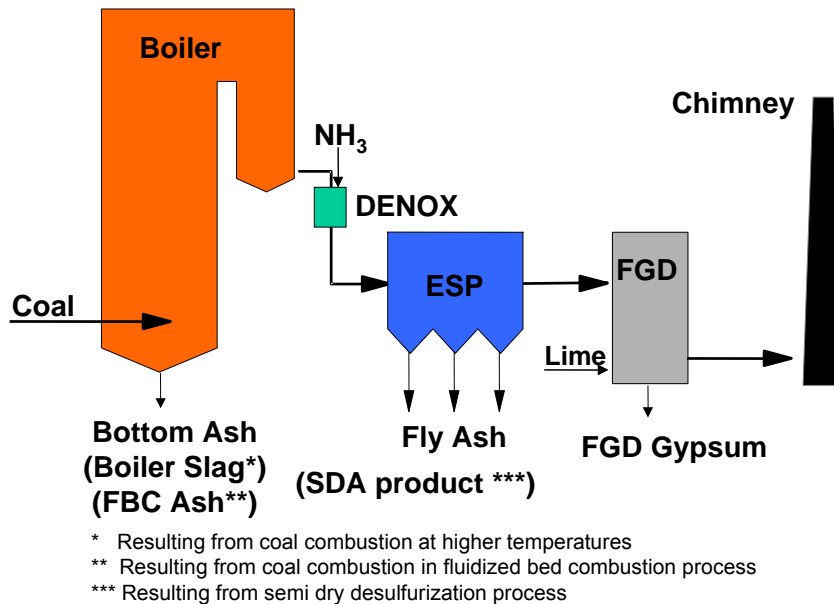 Boiler
Chimney
NH₃
DENOX
ESP
FGD
Coal
Lime
Bottom Ash
(Boiler Slag*)
(FBC Ash**)
Fly Ash
(SDA product ***)
FGD Gypsum
* Resulting from coal combustion at higher temperatures
** Resulting from coal combustion in fluidized bed combustion process
*** Resulting from semi dry desulfurization process